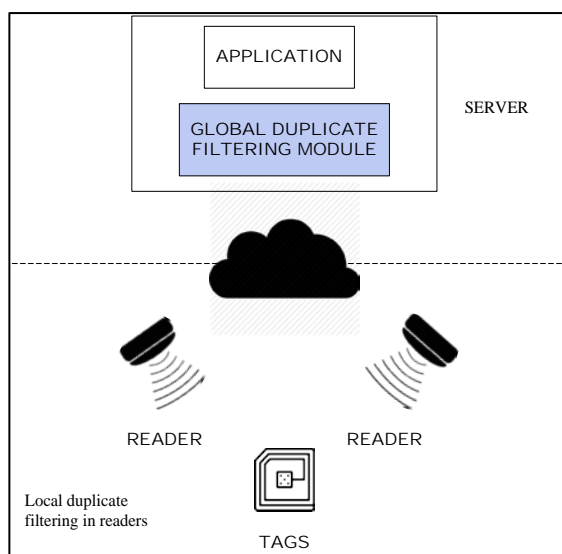 APPLICATION
SERVER
GLOBAL DUPLICATE
FILTERING MODULE
READER
READER
Local duplicate
filtering in readers
TAGS